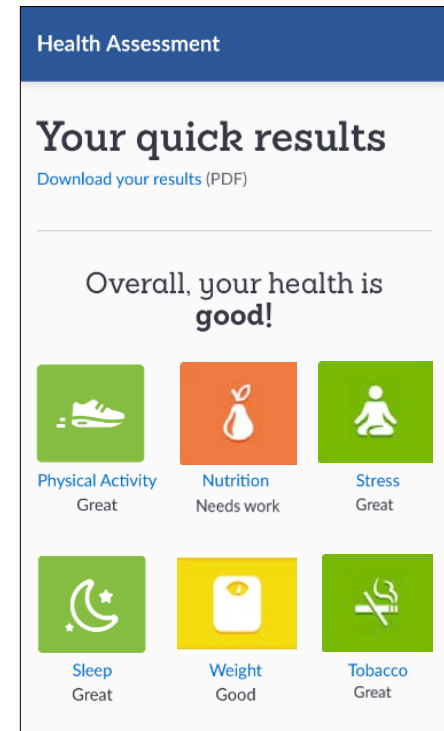 Health Assessment
Your quick results
Download your results (PDF)
Overall, your health is
good!
Physical Activity
Great
Nutrition
Needs work
Stress
Great
Sleep
Great
Weight
Good
Tobacco
Great